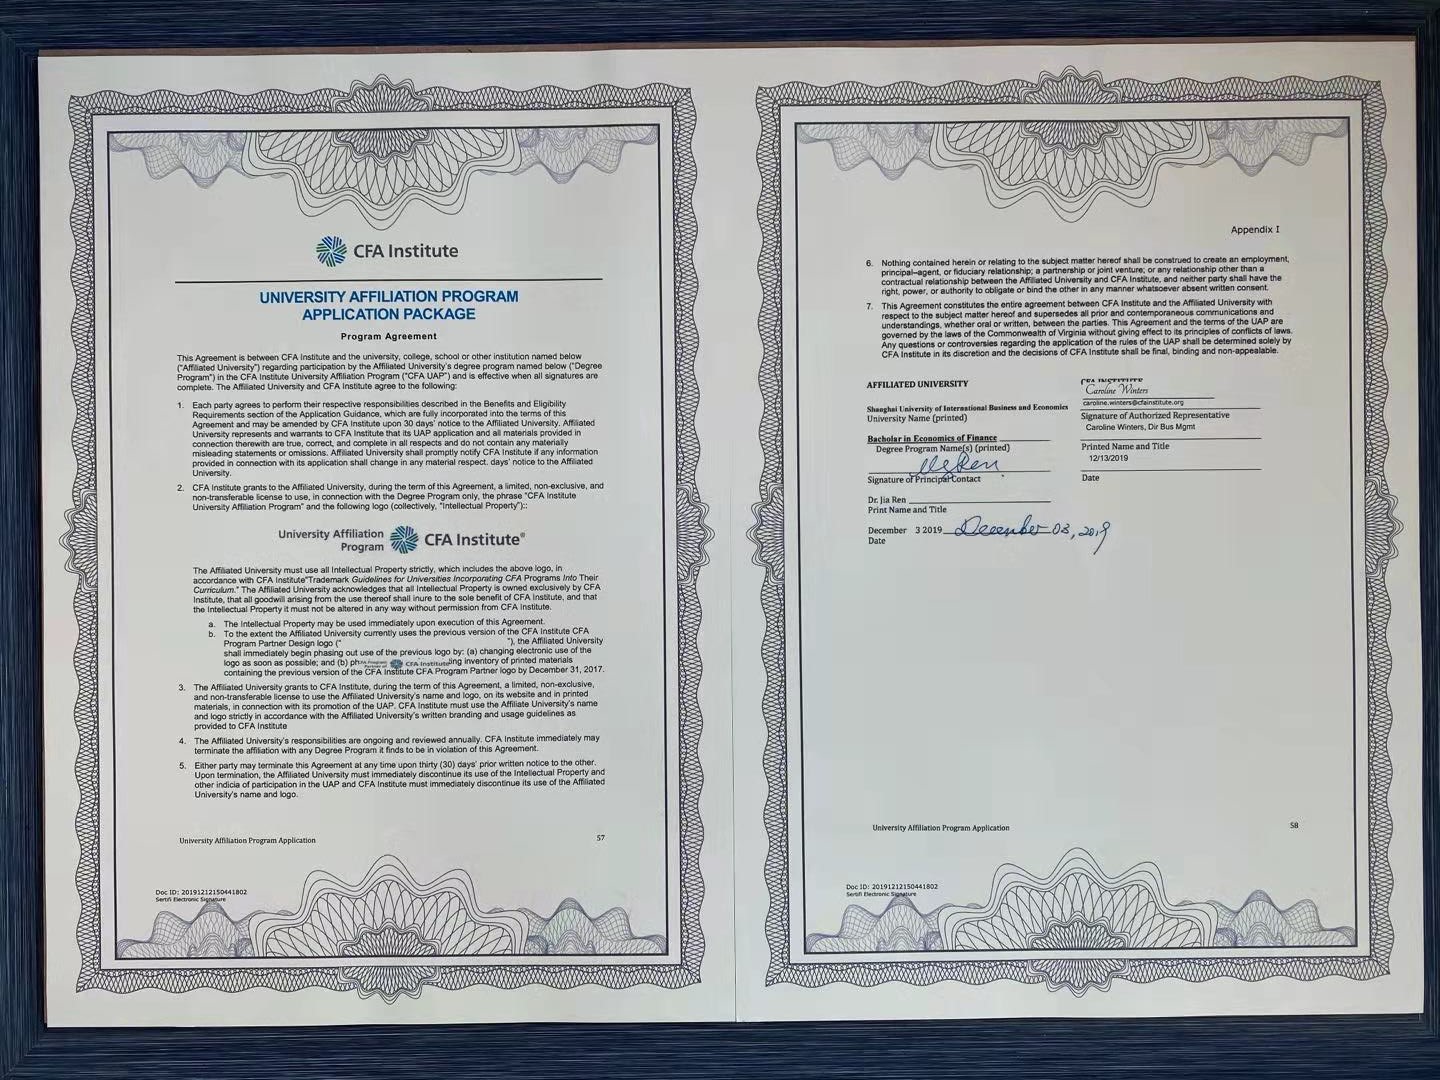 CFA Institute
UNIVERSITY AFFILIATION PROGRAM
APPLICATION PACKAGE
Program Agreement
This Agreement is between CFA Institute and the university, college, school or other institution named below
("Affiliated University") regarding participation by the Affiliated University's degree program named below ("Degree
Program") in the CFA Institute University Affiliation Program ("CFA UAP") and is effective when all signatures are
complete. The Affiliated University and CFA Institute agree to the following:
1. Each party agrees to perform their respective responsibilities described in the Benefits and Eligibility
Requirements section of the Application Guidance, which are fully incorporated into the terms of this
Agreement and may be amended by CFA Institute upon 30 days' notice to the Affiliated University. Affiliated
University represents and warrants to CFA Institute that its UAP application and all materials provided in
connection therewith are true, correct, and complete in all respects and do not contain any materially
misleading statements or omissions. Affiliated University shall promptly notify CFA Institute if any information
provided in connection with its application shall change in any material respect. days' notice to the Affiliated
University.
2. CFA Institute grants to the Affiliated University, during the term of this Agreement, a limited, non-exclusive, and
non-transferable license to use, in connection with the Degree Program only, the phrase "CFA Institute
University Affiliation Program" and the following logo (collectively, "Intellectual Property")::
University Affiliation
Program
CFA Institute®
The Affiliated University must use all Intellectual Property strictly, which includes the above logo, in
accordance with CFA Institute"Trademark Guidelines for Universities Incorporating CFA Programs Into Their
Curriculum." The Affiliated University acknowledges that all Intellectual Property is owned exclusively by CFA
Institute, that all goodwill arising from the use thereof shall inure to the sole benefit of CFA Institute, and that
the Intellectual Property it must not be altered in any way without permission from CFA Institute.
a. The Intellectual Property may be used immediately upon execution of this Agreement.
b. To the extent the Affiliated University currently uses the previous version of the CFA Institute CFA
Program Partner Design logo (" "), the Affiliated University
shall immediately begin phasing out use of the previous logo by: (a) changing electronic use of the
logo as soon as possible; and (b) ph CFA Institute ing inventory of printed materials
containing the previous version of the CFA Institute CFA Program Partner logo by December 31, 2017.
3. The Affiliated University grants to CFA Institute, during the term of this Agreement, a limited, non-exclusive,
and non-transferable license to use the Affiliated University's name and logo, on its website and in printed
materials, in connection with its promotion of the UAP. CFA Institute must use the Affiliate University's name
and logo strictly in accordance with the Affiliated University's written branding and usage guidelines as
provided to CFA Institute
4. The Affiliated University's responsibilities are ongoing and reviewed annually. CFA Institute immediately may
terminate the affiliation with any Degree Program it finds to be in violation of this Agreement.
5. Either party may terminate this Agreement at any time upon thirty (30) days' prior written notice to the other.
Upon termination, the Affiliated University must immediately discontinue its use of the Intellectual Property and
other indicia of participation in the UAP and CFA Institute must immediately discontinue its use of the Affiliated
University's name and logo.
University Affiliation Program Application 57
Doc ID: 20191212150441802
Sertifi Electronic Signature
Appendix I
6. Nothing contained herein or relating to the subject matter hereof shall be construed to create an employment,
principal–agent, or fiduciary relationship; a partnership or joint venture; or any relationship other than a
contractual relationship between the Affiliated University and CFA Institute, and neither party shall have the
right, power, or authority to obligate or bind the other in any manner whatsoever absent written consent.
7. This Agreement constitutes the entire agreement between CFA Institute and the Affiliated University with
respect to the subject matter hereof and supersedes all prior and contemporaneous communications and
understandings, whether oral or written, between the parties. This Agreement and the terms of the UAP are
governed by the laws of the Commonwealth of Virginia without giving effect to its principles of conflicts of laws.
Any questions or controversies regarding the application of the rules of the UAP shall be determined solely by
CFA Institute in its discretion and the decisions of CFA Institute shall be final, binding and non-appealable.
AFFILIATED UNIVERSITY
Shanghai University of International Business and Economics
University Name (printed)
Bacholar in Economics of Finance
Degree Program Name(s) (printed)
Signature of Principal Contact
Dr. Jia Ren
Print Name and Title
December 3 2019 December 03, 2019
Date
CFA INSTITUTE
Caroline Winters
caroline.winters@cfainstitute.org
Signature of Authorized Representative
Caroline Winters, Dir Bus Mgmt
Printed Name and Title
12/13/2019
Date
University Affiliation Program Application 58
Doc ID: 20191212150441802
Sertifi Electronic Signature